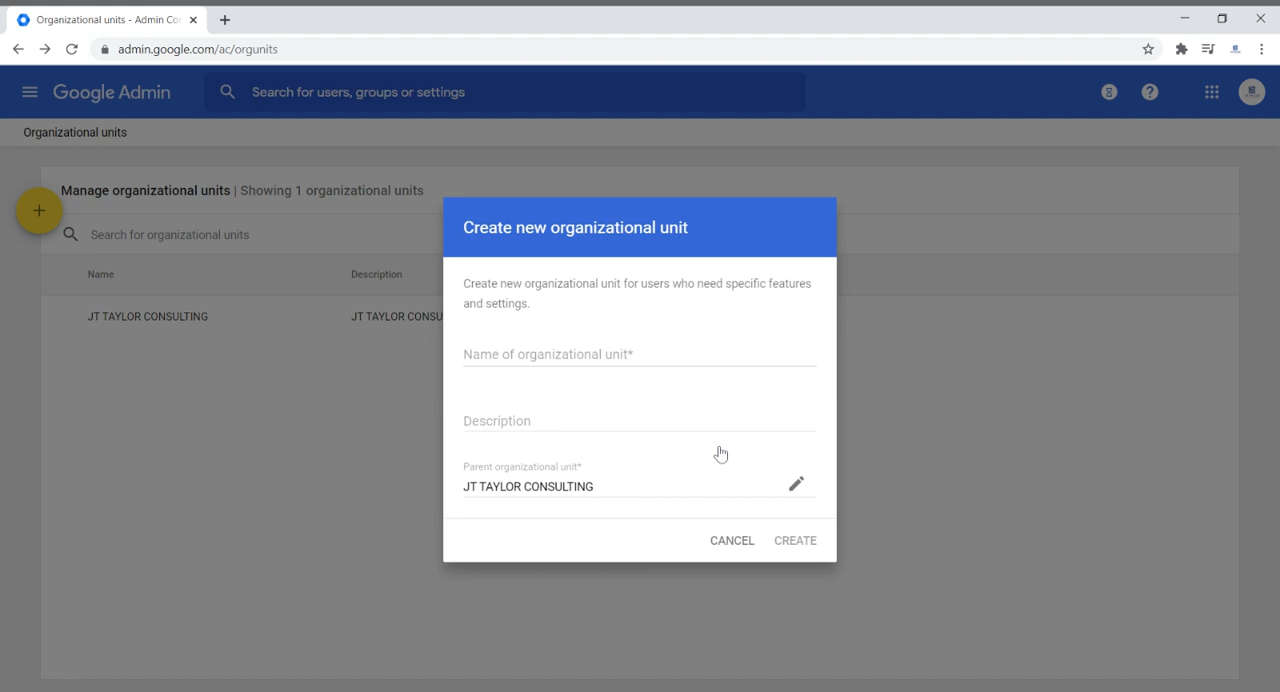 Organizational units - Admin Co
admin.google.com/ac/orgunits
Google Admin
Search for users, groups or settings
Organizational units
Manage organizational units | Showing 1 organizational units
Search for organizational units
Name
Description
JT TAYLOR CONSULTING
JT TAYLOR CONSU
Create new organizational unit
Create new organizational unit for users who need specific features
and settings.
Name of organizational unit*
Description
Parent organizational unit*
JT TAYLOR CONSULTING
CANCEL
CREATE